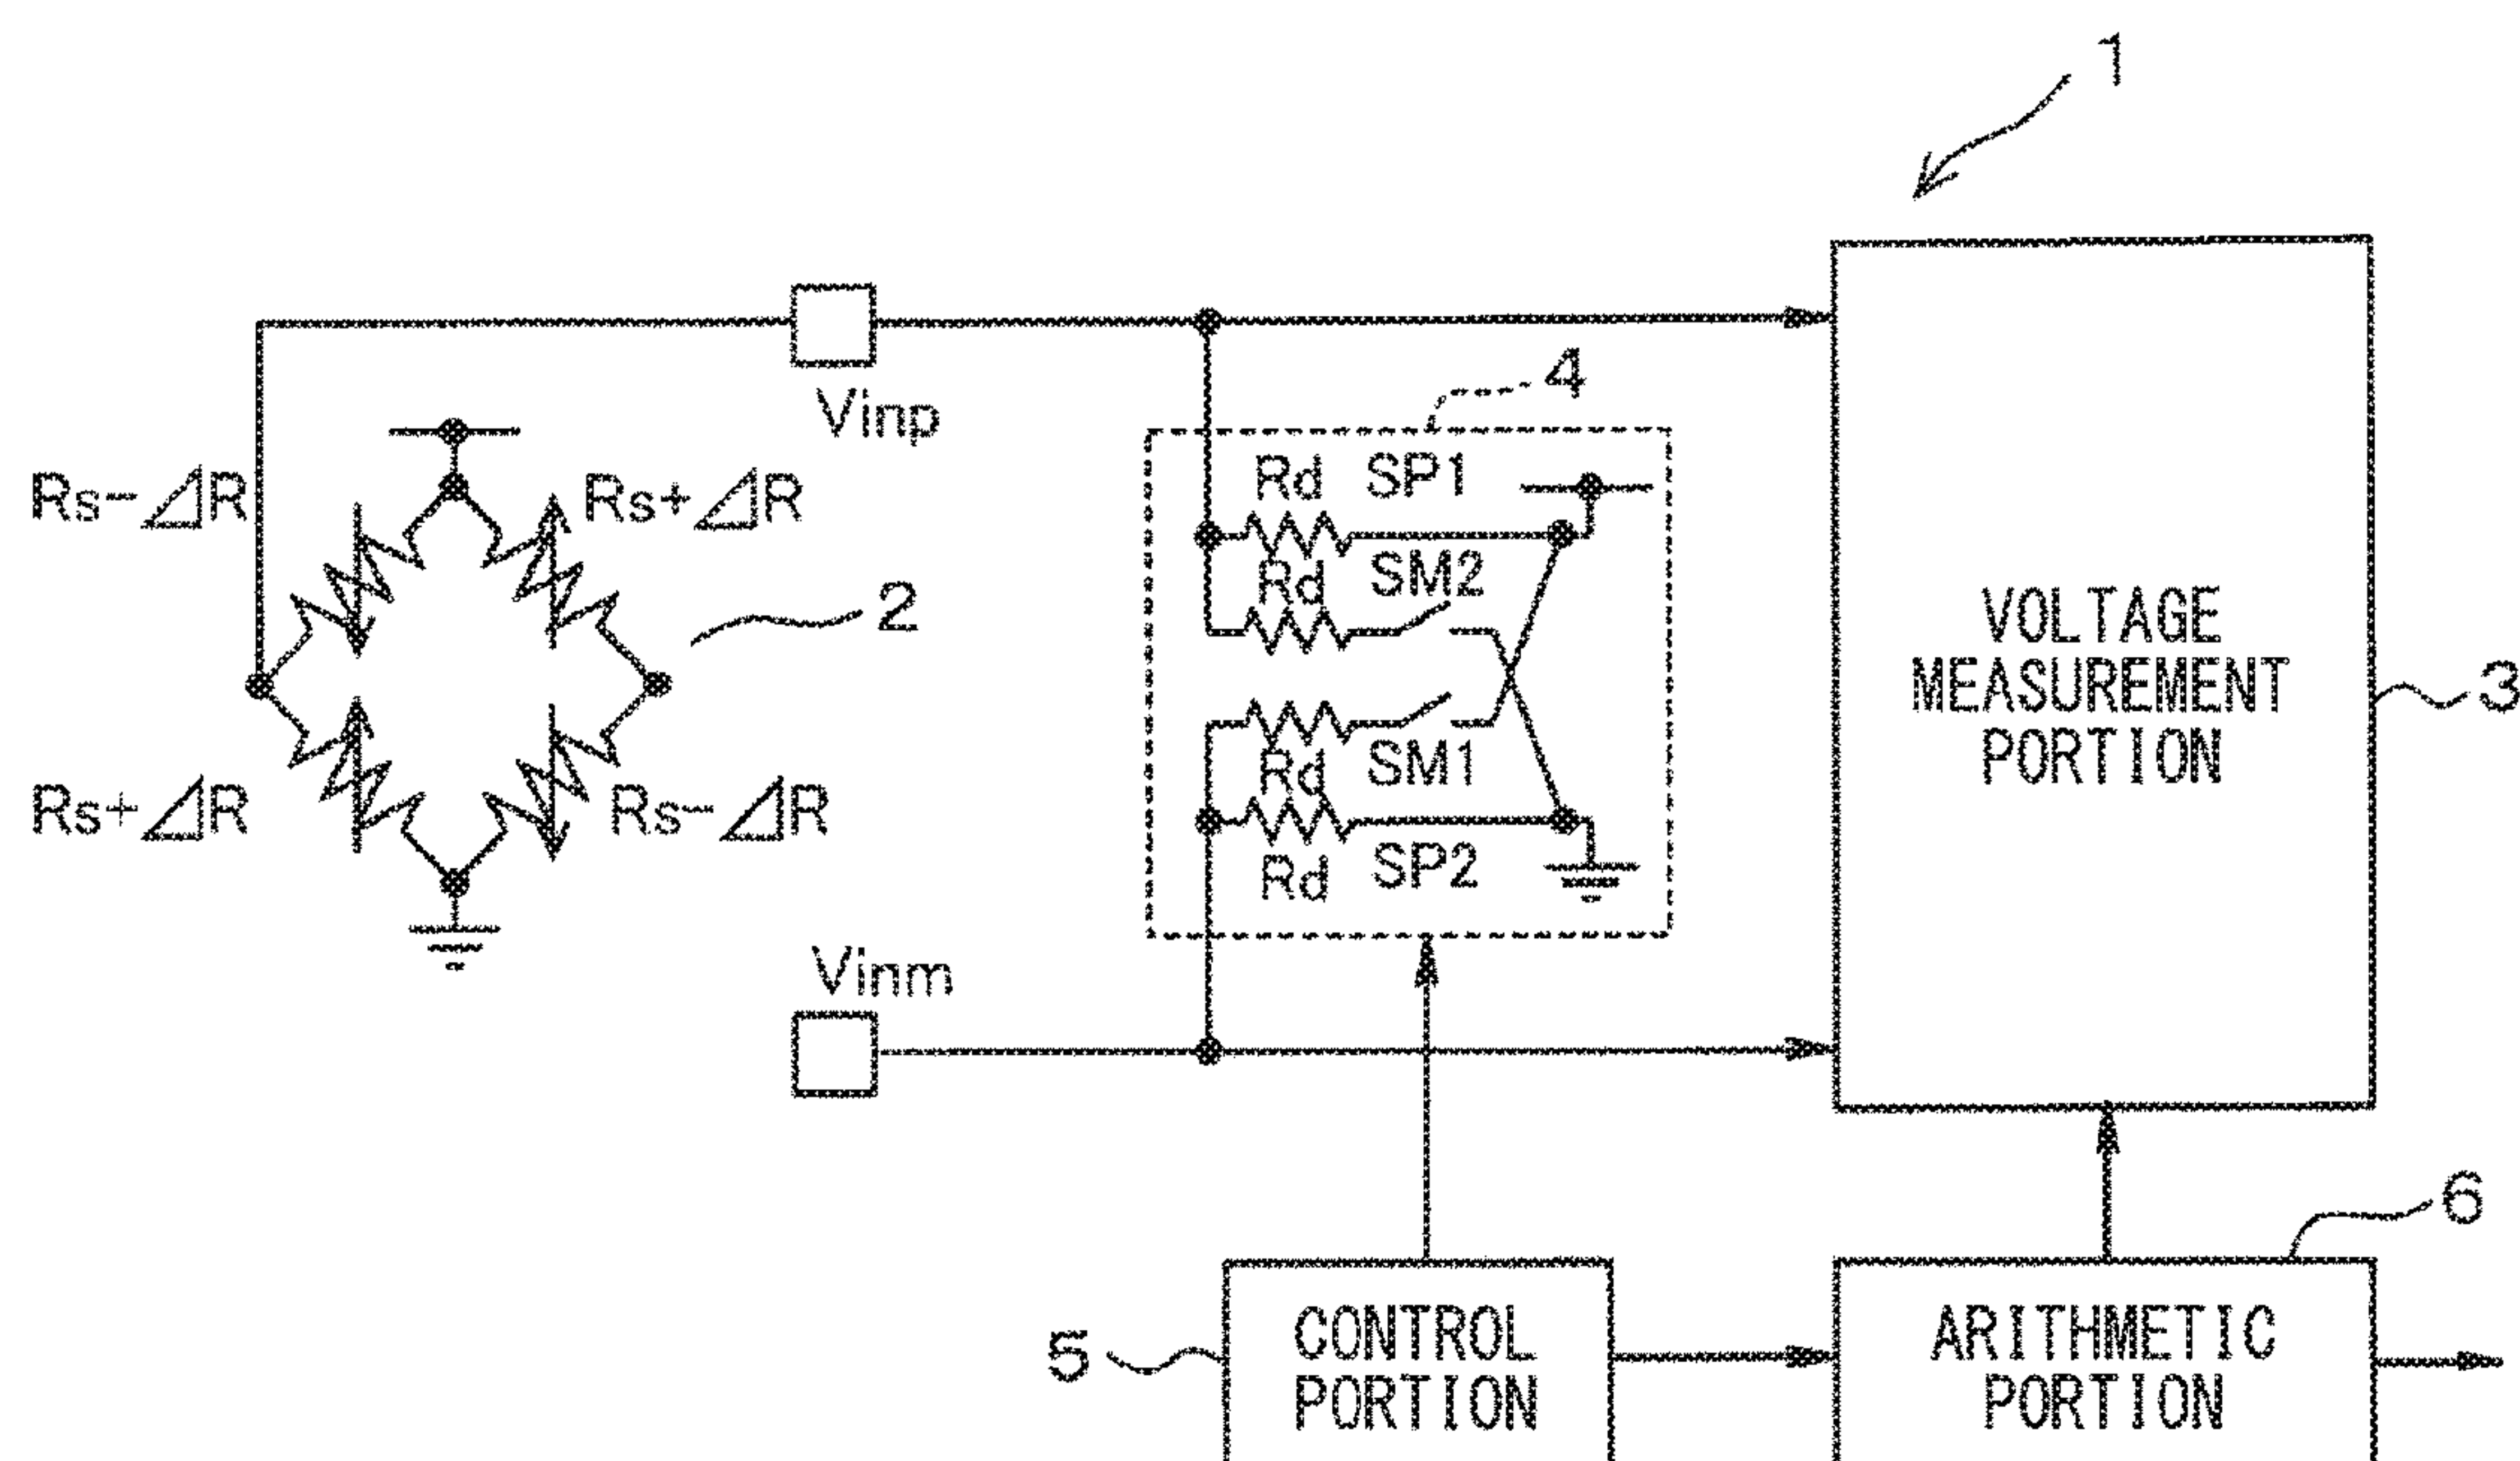 1
Vinp
4
Rs-⊿R
Rs+⊿R
Rd SP1
Rd SM2
2
VOLTAGE
MEASUREMENT
PORTION
3
Rs+⊿R
Rs-⊿R
Rd SM1
Rd SP2
Vinm
6
5
CONTROL
PORTION
ARITHMETIC
PORTION